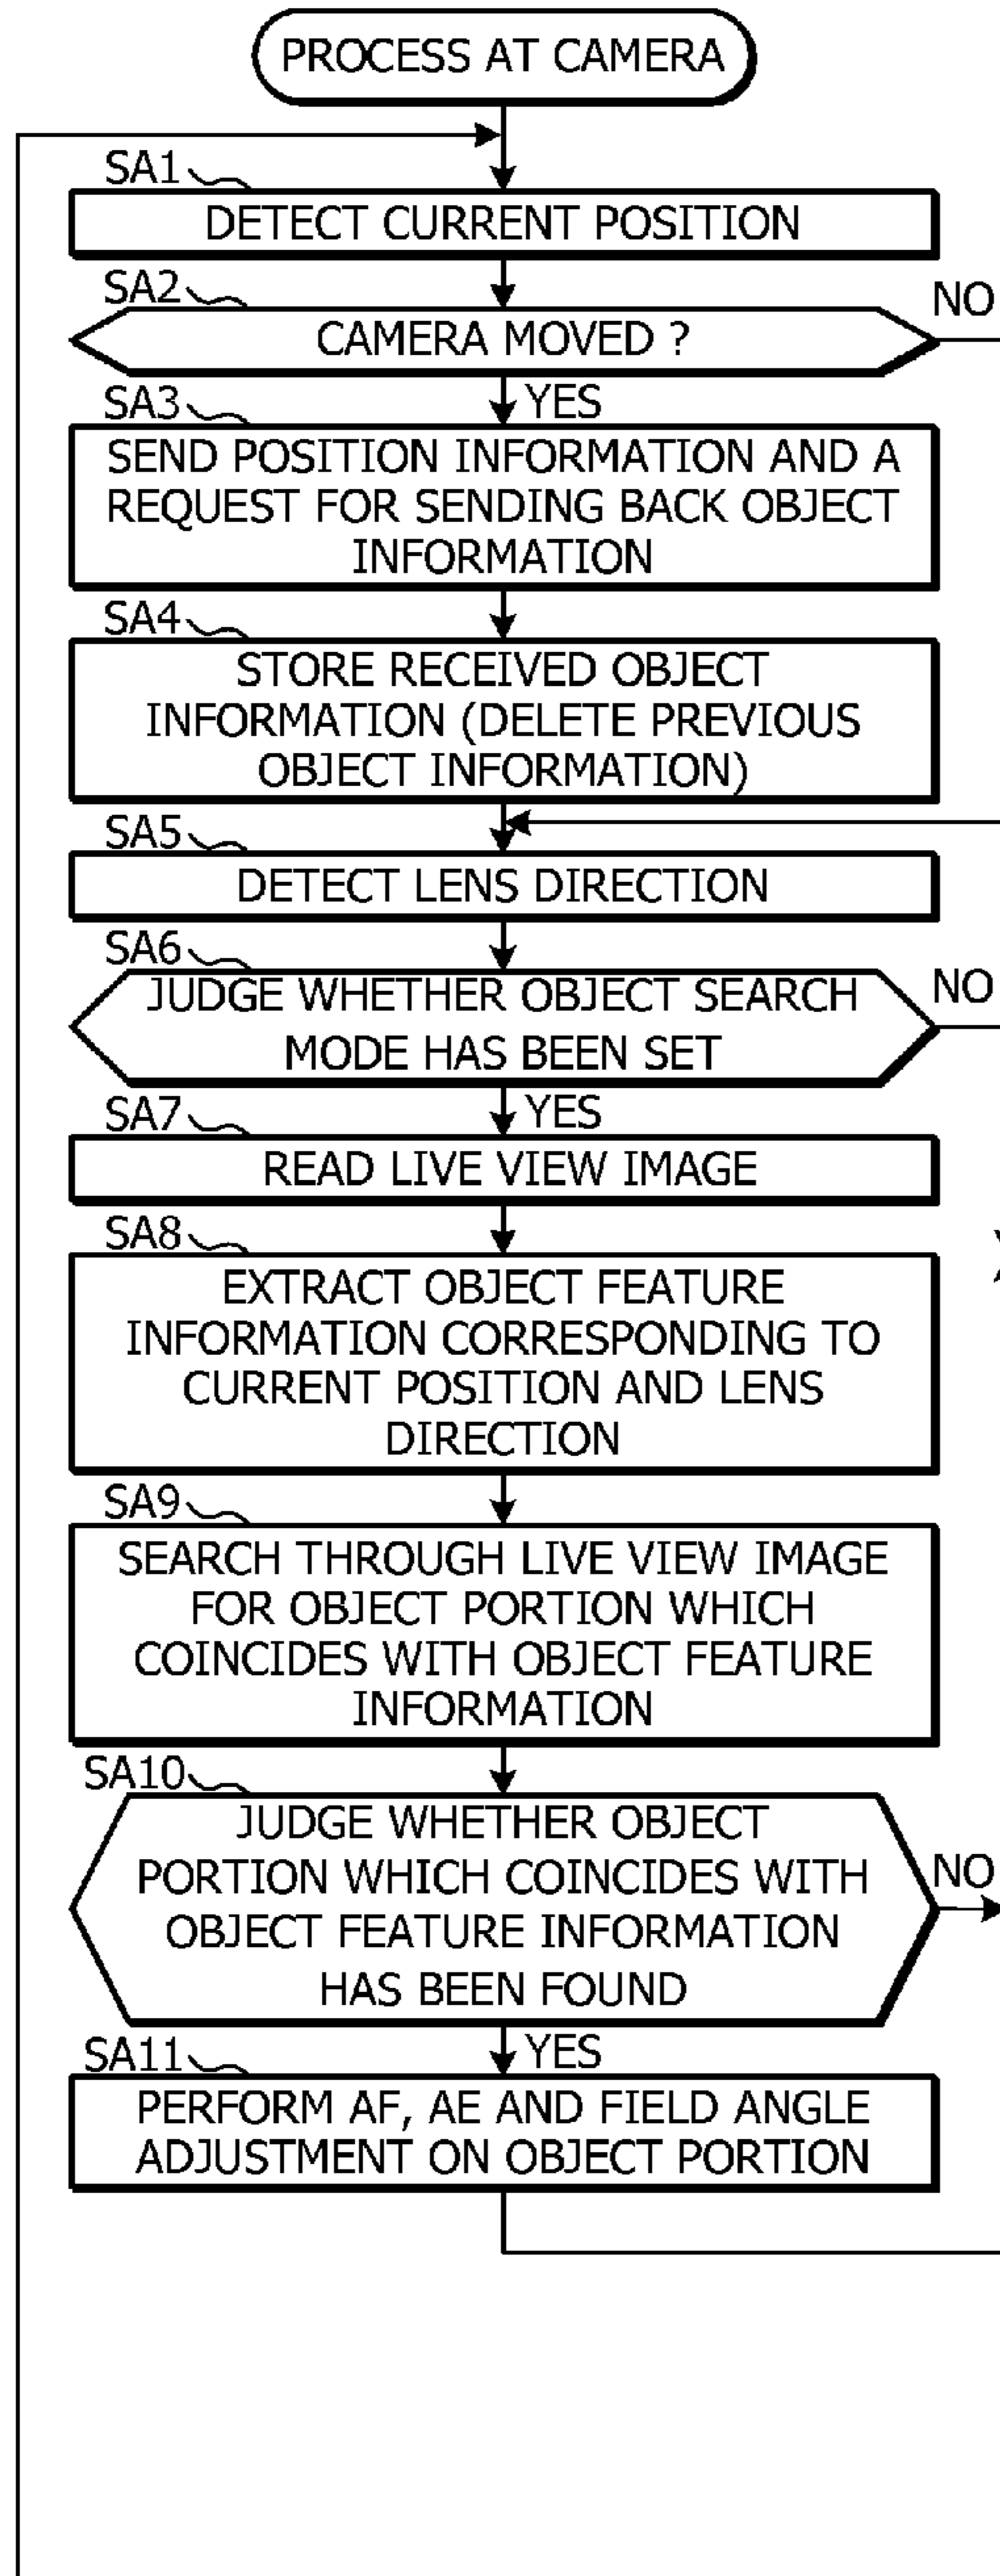 PROCESS AT CAMERA
SA1
DETECT CURRENT POSITION
SA2
CAMERA MOVED ?
NO
YES
SA3
SEND POSITION INFORMATION AND A
REQUEST FOR SENDING BACK OBJECT
INFORMATION
SA4
STORE RECEIVED OBJECT
INFORMATION (DELETE PREVIOUS
OBJECT INFORMATION)
SA5
DETECT LENS DIRECTION
SA6
JUDGE WHETHER OBJECT SEARCH
MODE HAS BEEN SET
NO
YES
SA7
READ LIVE VIEW IMAGE
SA8
EXTRACT OBJECT FEATURE
INFORMATION CORRESPONDING TO
CURRENT POSITION AND LENS
DIRECTION
SA9
SEARCH THROUGH LIVE VIEW IMAGE
FOR OBJECT PORTION WHICH
COINCIDES WITH OBJECT FEATURE
INFORMATION
SA10
JUDGE WHETHER OBJECT
PORTION WHICH COINCIDES WITH
OBJECT FEATURE INFORMATION
HAS BEEN FOUND
NO
YES
SA11
PERFORM AF, AE AND FIELD ANGLE
ADJUSTMENT ON OBJECT PORTION